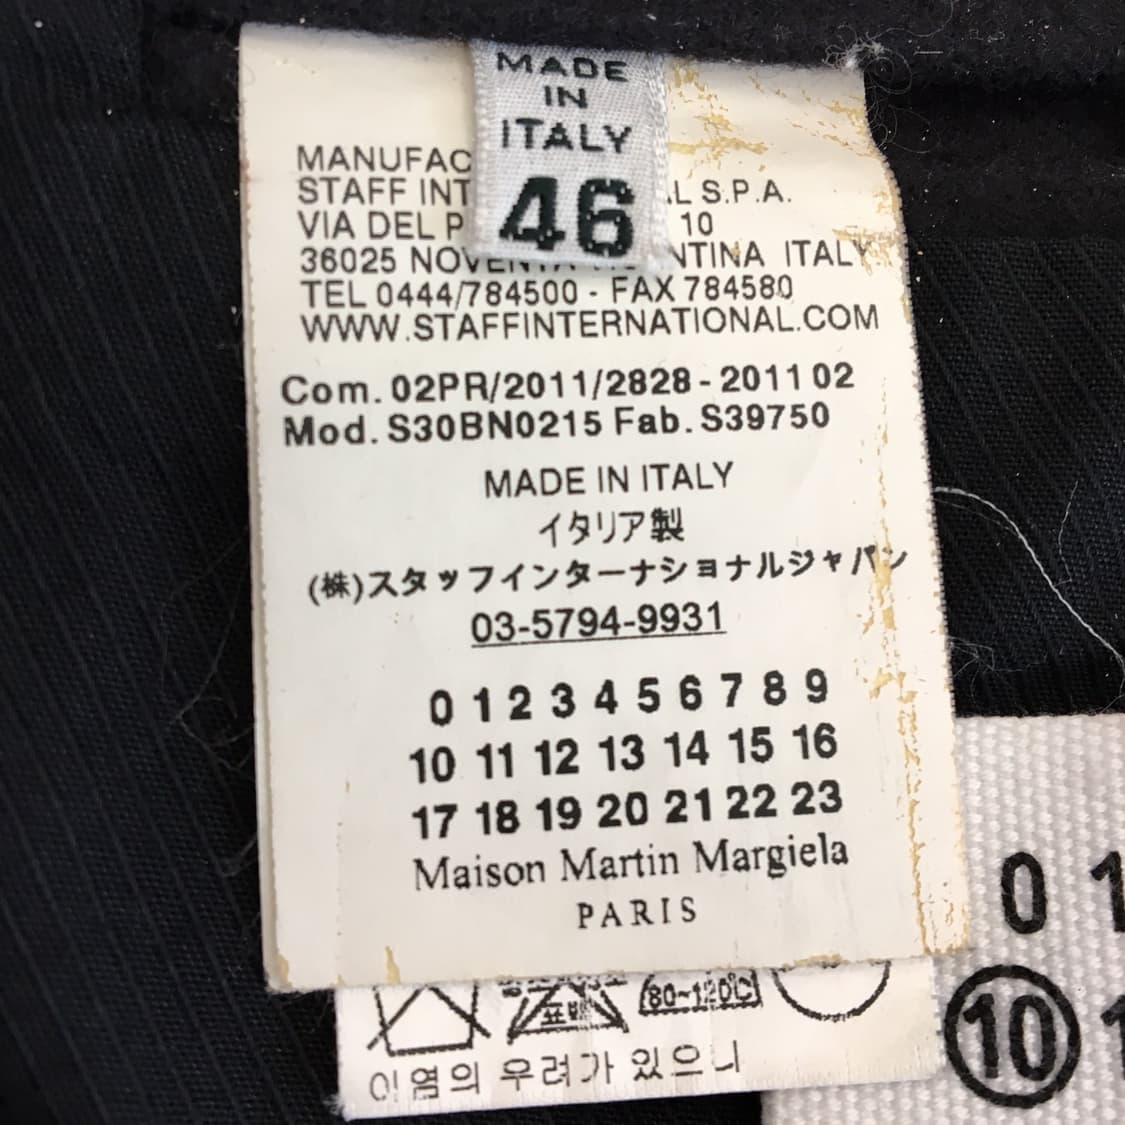 MADE
IN
ITALY
46
MANUFAC
STAFF INT AL S.P.A.
VIA DEL P 10
36025 NOVENTA VICENTINA ITALY
TEL 0444/784500 - FAX 784580
WWW.STAFFINTERNATIONAL.COM
Com. 02PR/2011/2828 - 2011 02
Mod. S30BN0215 Fab. S39750
MADE IN ITALY
イタリア製
(株)スタッフインターナショナルジャパン
03-5794-9931
0 1 2 3 4 5 6 7 8 9
10 11 12 13 14 15 16
17 18 19 20 21 22 23
Maison Martin Margiela
PARIS
80~120℃
이염의 우려가 있으니
0 1
10 1